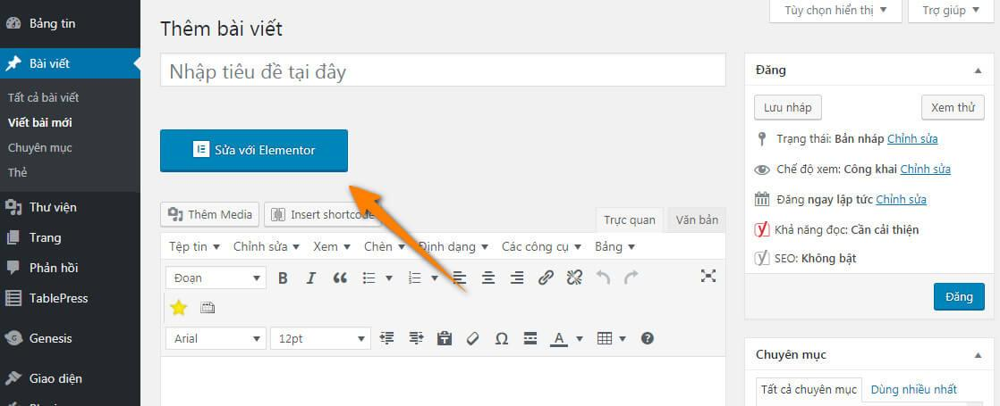 Bảng tin
Bài viết
Tất cả bài viết
Viết bài mới
Chuyên mục
Thẻ
Thư viện
Trang
Phản hồi
TablePress
Genesis
Giao diện
Tùy chọn hiển thị
Trợ giúp
Thêm bài viết
Nhập tiêu đề tại đây
Sửa với Elementor
Thêm Media
Insert shortcode
Trực quan
Văn bản
Tệp tin
Chỉnh sửa
Xem
Chèn
Định dạng
Các công cụ
Bảng
Đoạn
B I
Arial
12pt
Ω
A
Đăng
Lưu nháp
Xem thử
Trạng thái: Bản nháp Chỉnh sửa
Chế độ xem: Công khai Chỉnh sửa
Đăng ngay lập tức Chỉnh sửa
Khả năng đọc: Cần cải thiện
SEO: Không bật
Đăng
Chuyên mục
Tất cả chuyên mục
Dùng nhiều nhất